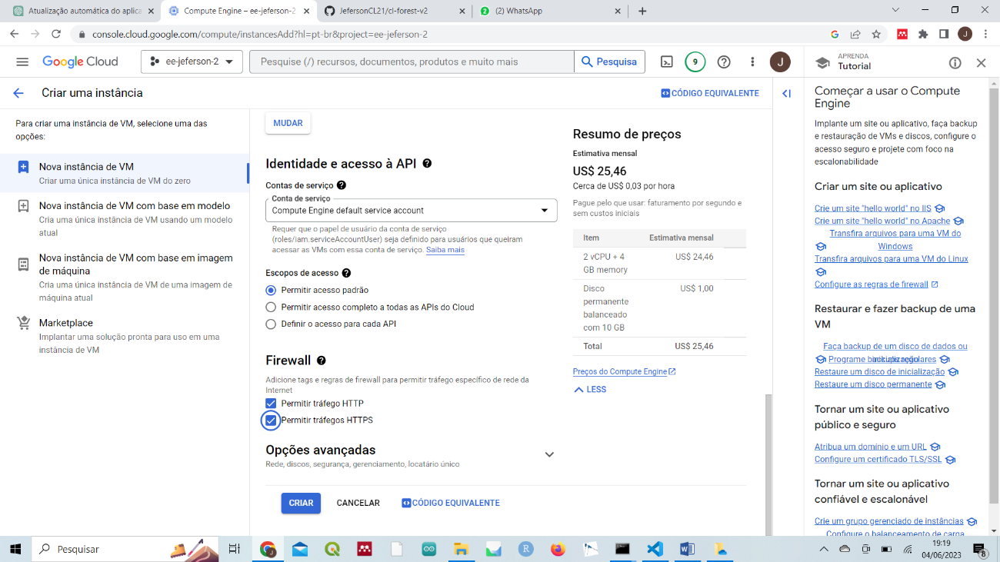 Atualização automática do aplica
Compute Engine – ee-jeferson-2
JefersonCL21/cl-forest-v2
(2) WhatsApp
console.cloud.google.com/compute/instancesAdd?hl=pt-br&project=ee-jeferson-2
J
Google Cloud
ee-jeferson-2
Pesquise (/) recursos, documentos, produtos e muito mais
Pesquisa
9
J
APRENDA
Tutorial
Criar uma instância
CÓDIGO EQUIVALENTE
Para criar uma instância de VM, selecione uma das
opções:
Nova instância de VM
Criar uma única instância de VM do zero
Nova instância de VM com base em modelo
Cria uma única instância de VM usando um modelo
atual
Nova instância de VM com base em imagem
de máquina
Cria uma única instância de VM de uma imagem de
máquina atual
Marketplace
Implantar uma solução pronta para uso em uma
instância de VM
MUDAR
Identidade e acesso à API
Contas de serviço
Conta de serviço
Compute Engine default service account
Requer que o papel de usuário da conta de serviço
(roles/iam.serviceAccountUser) seja definido para usuários que queiram
acessar as VMs com essa conta de serviço. Saiba mais
Escopos de acesso
Permitir acesso padrão
Permitir acesso completo a todas as APIs do Cloud
Definir o acesso para cada API
Firewall
Adicione tags e regras de firewall para permitir tráfego específico de rede da
Internet
Permitir tráfego HTTP
Permitir tráfegos HTTPS
Opções avançadas
Rede, discos, segurança, gerenciamento, locatário único
CRIAR
CANCELAR
CÓDIGO EQUIVALENTE
Resumo de preços
Estimativa mensal
US$ 25,46
Cerca de US$ 0,03 por hora
Pague pelo que usar: faturamento por segundo e
sem custos iniciais
Item Estimativa mensal
2 vCPU + 4 US$ 24,46
GB memory
Disco US$ 1,00
permanente
balanceado
com 10 GB
Total US$ 25,46
Preços do Compute Engine
LESS
Começar a usar o Compute
Engine
Implante um site ou aplicativo, faça backup
e restauração de VMs e discos, configure o
acesso seguro e projete com foco na
escalonabilidade
Criar um site ou aplicativo
Crie um site "hello world" no IIS
Crie um site "hello world" no Apache
Transfira arquivos para uma VM do
Windows
Transfira arquivos para uma VM do Linux
Configure as regras de firewall
Restaurar e fazer backup de uma
VM
Faça backup de um disco de dados ou
inicialização
Programe backups regulares
Restaure um disco de inicialização
Restaure um disco permanente
Tornar um site ou aplicativo
público e seguro
Atribua um domínio e um URL
Configure um certificado TLS/SSL
Tornar um site ou aplicativo
confiável e escalonável
Crie um grupo gerenciado de instâncias
Configure o balanceamento de carga
Pesquisar
19:19
04/06/2023
8